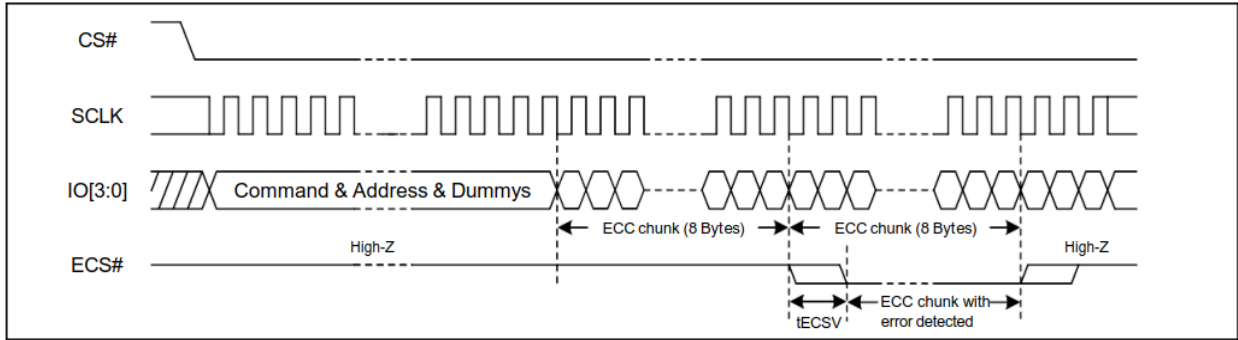 CS#
SCLK
IO[3:0]
Command & Address & Dummys
ECC chunk (8 Bytes)
ECC chunk (8 Bytes)
High-Z
High-Z
ECS#
tECSV
ECC chunk with
error detected